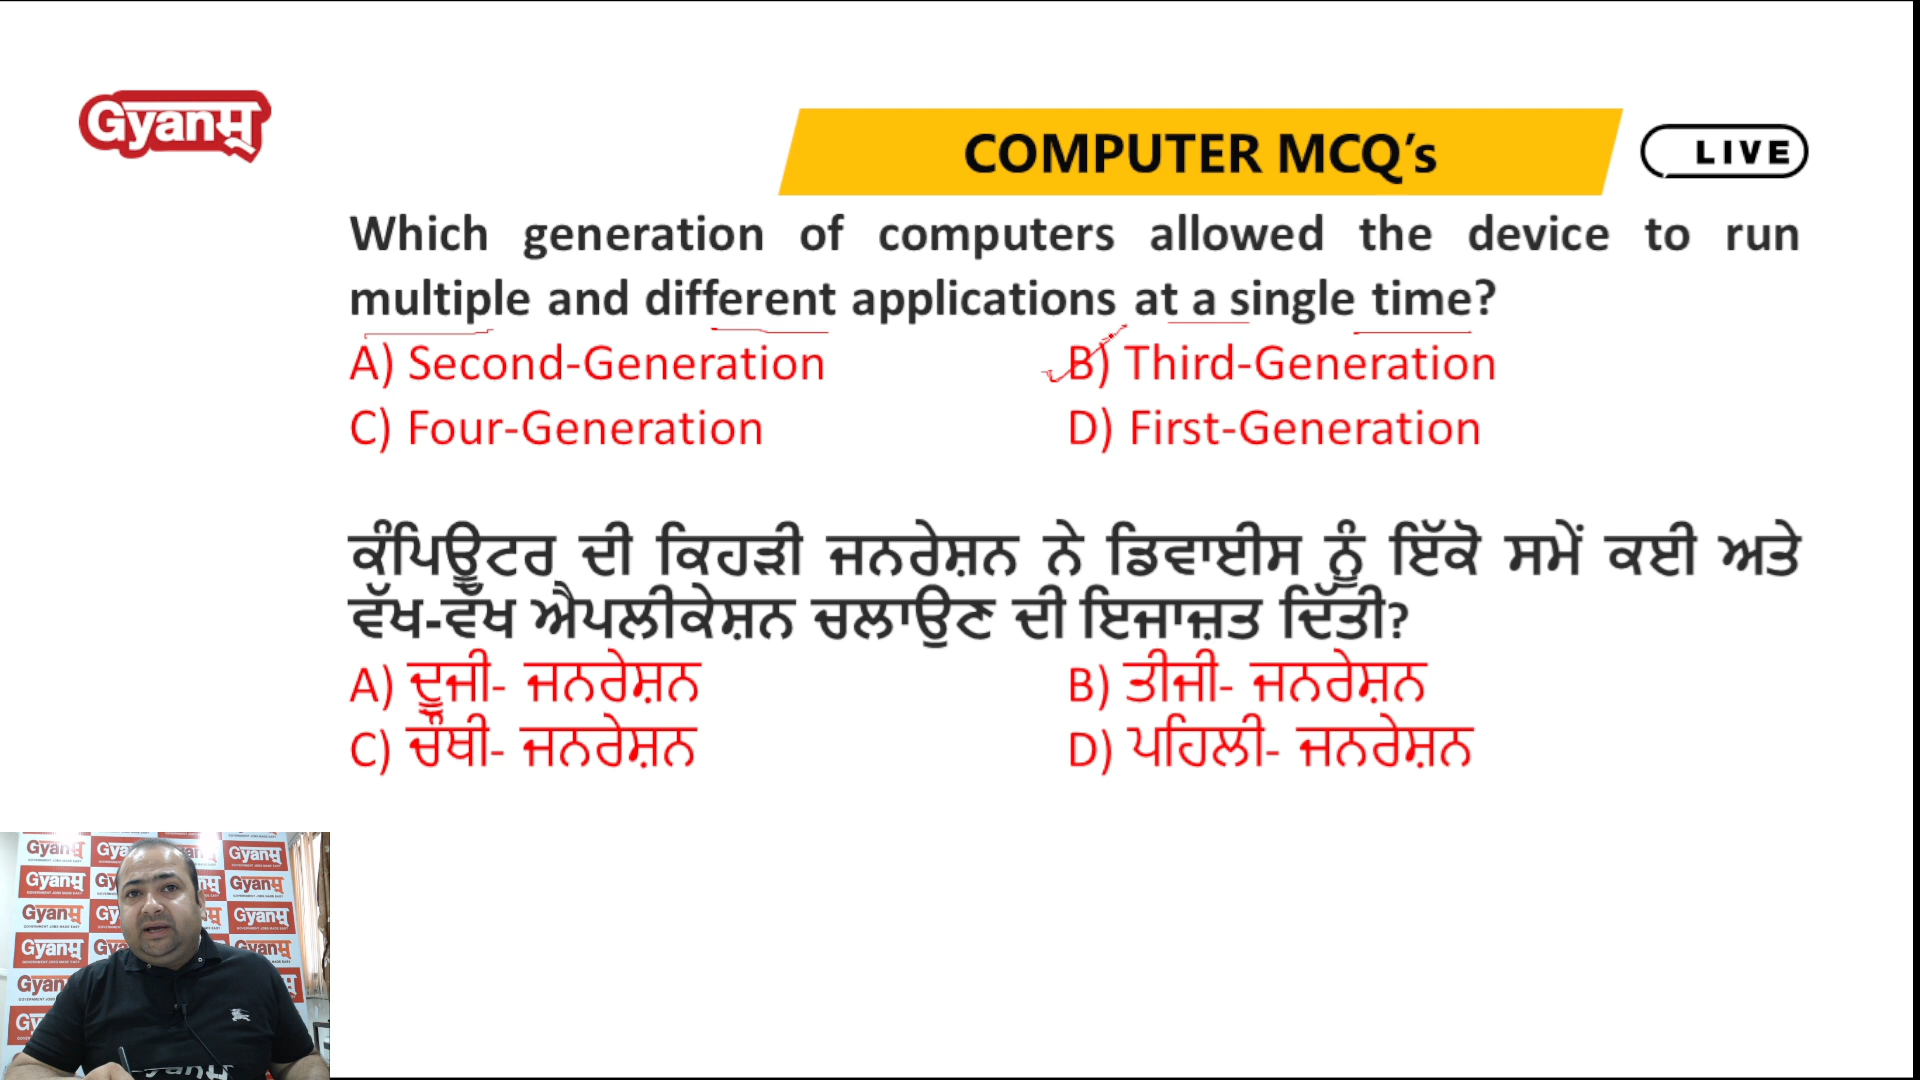 Gyanਸ੍ਰ
COMPUTER MCQ’s
LIVE
Which generation of computers allowed the device to run
multiple and different applications at a single time?
A) Second-Generation B) Third-Generation
C) Four-Generation D) First-Generation
ਕੰਪਿਊਟਰ ਦੀ ਕਿਹੜੀ ਜਨਰੇਸ਼ਨ ਨੇ ਡਿਵਾਈਸ ਨੂੰ ਇੱਕੋ ਸਮੇਂ ਕਈ ਅਤੇ
ਵੱਖ-ਵੱਖ ਐਪਲੀਕੇਸ਼ਨ ਚਲਾਉਣ ਦੀ ਇਜਾਜ਼ਤ ਦਿੱਤੀ?
A) ਦੂਜੀ- ਜਨਰੇਸ਼ਨ B) ਤੀਜੀ- ਜਨਰੇਸ਼ਨ
C) ਚੌਥੀ- ਜਨਰੇਸ਼ਨ D) ਪਹਿਲੀ- ਜਨਰੇਸ਼ਨ